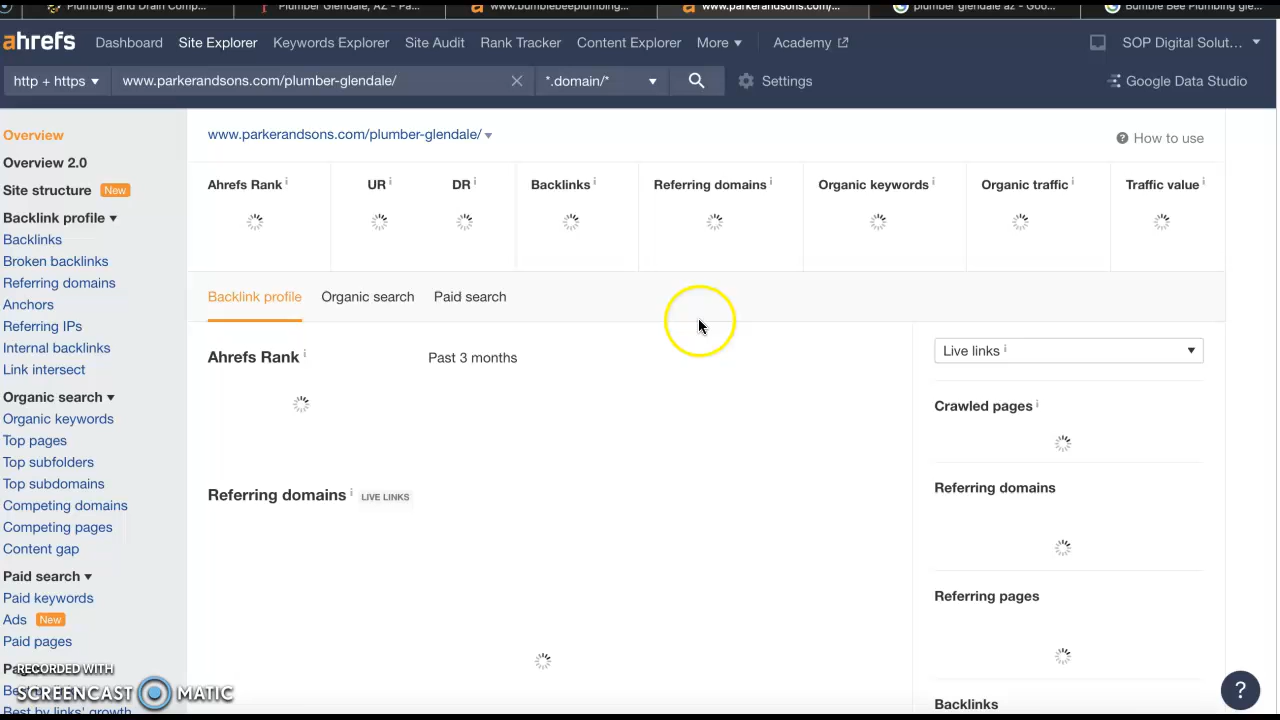 Plumbing and Drain Comp...
Plumber Glendale, AZ - Pa...
www.bumblebeeplumbing...
www.parkerandsons.com/...
plumber glendale az - Goo...
Bumble Bee Plumbing gle...
ahrefs
Dashboard
Site Explorer
Keywords Explorer
Site Audit
Rank Tracker
Content Explorer
More
Academy
SOP Digital Solut...
http + https
www.parkerandsons.com/plumber-glendale/
*.domain/*
Settings
Google Data Studio
Overview
Overview 2.0
Site structure New
Backlink profile
Backlinks
Broken backlinks
Referring domains
Anchors
Referring IPs
Internal backlinks
Link intersect
Organic search
Organic keywords
Top pages
Top subfolders
Top subdomains
Competing domains
Competing pages
Content gap
Paid search
Paid keywords
Ads New
Paid pages
RECORDED WITH
SCREENCAST MATIC
Best by links' growth
www.parkerandsons.com/plumber-glendale/
? How to use
Ahrefs Rank i
UR i
DR i
Backlinks i
Referring domains i
Organic keywords i
Organic traffic i
Traffic value i
Backlink profile
Organic search
Paid search
Ahrefs Rank i
Past 3 months
Referring domains i LIVE LINKS
Live links i
Crawled pages i
Referring domains
Referring pages
Backlinks
?